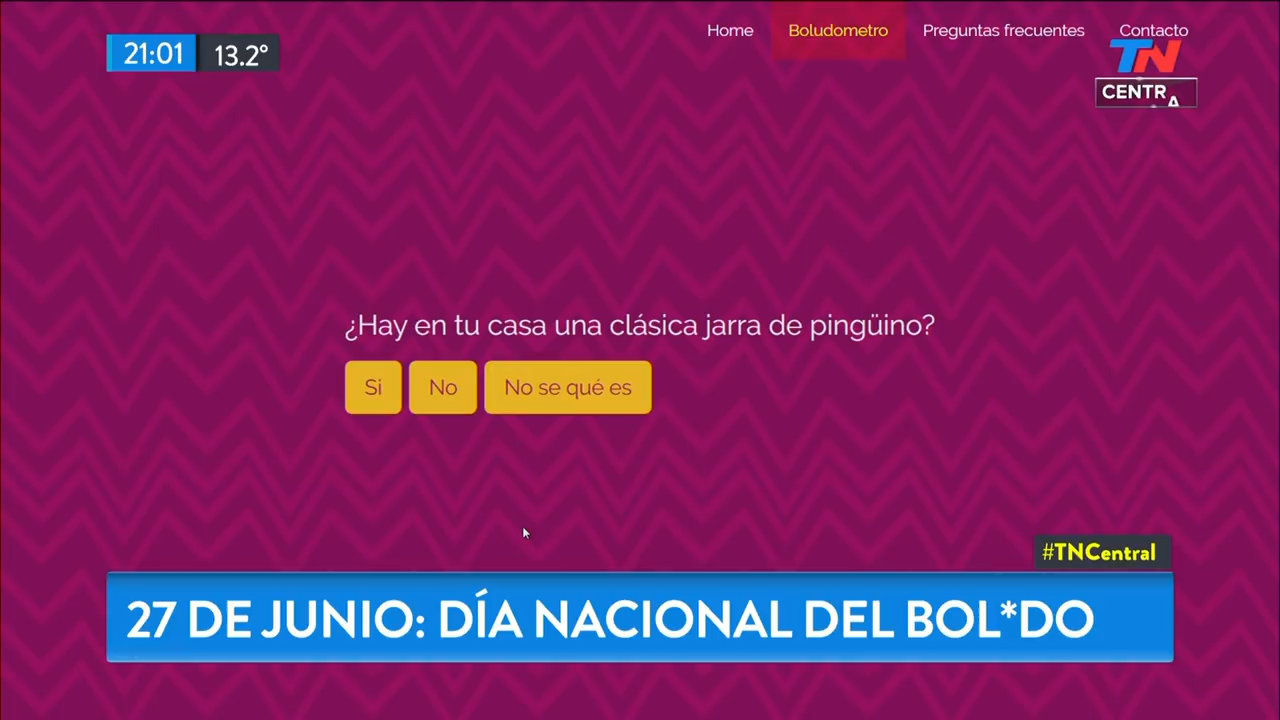 Home Boludometro Preguntas frecuentes Contacto
21:01 13.2°
TN
CENTRA
¿Hay en tu casa una clásica jarra de pingüino?
Si No No se qué es
#TNCentral
27 DE JUNIO: DÍA NACIONAL DEL BOL*DO